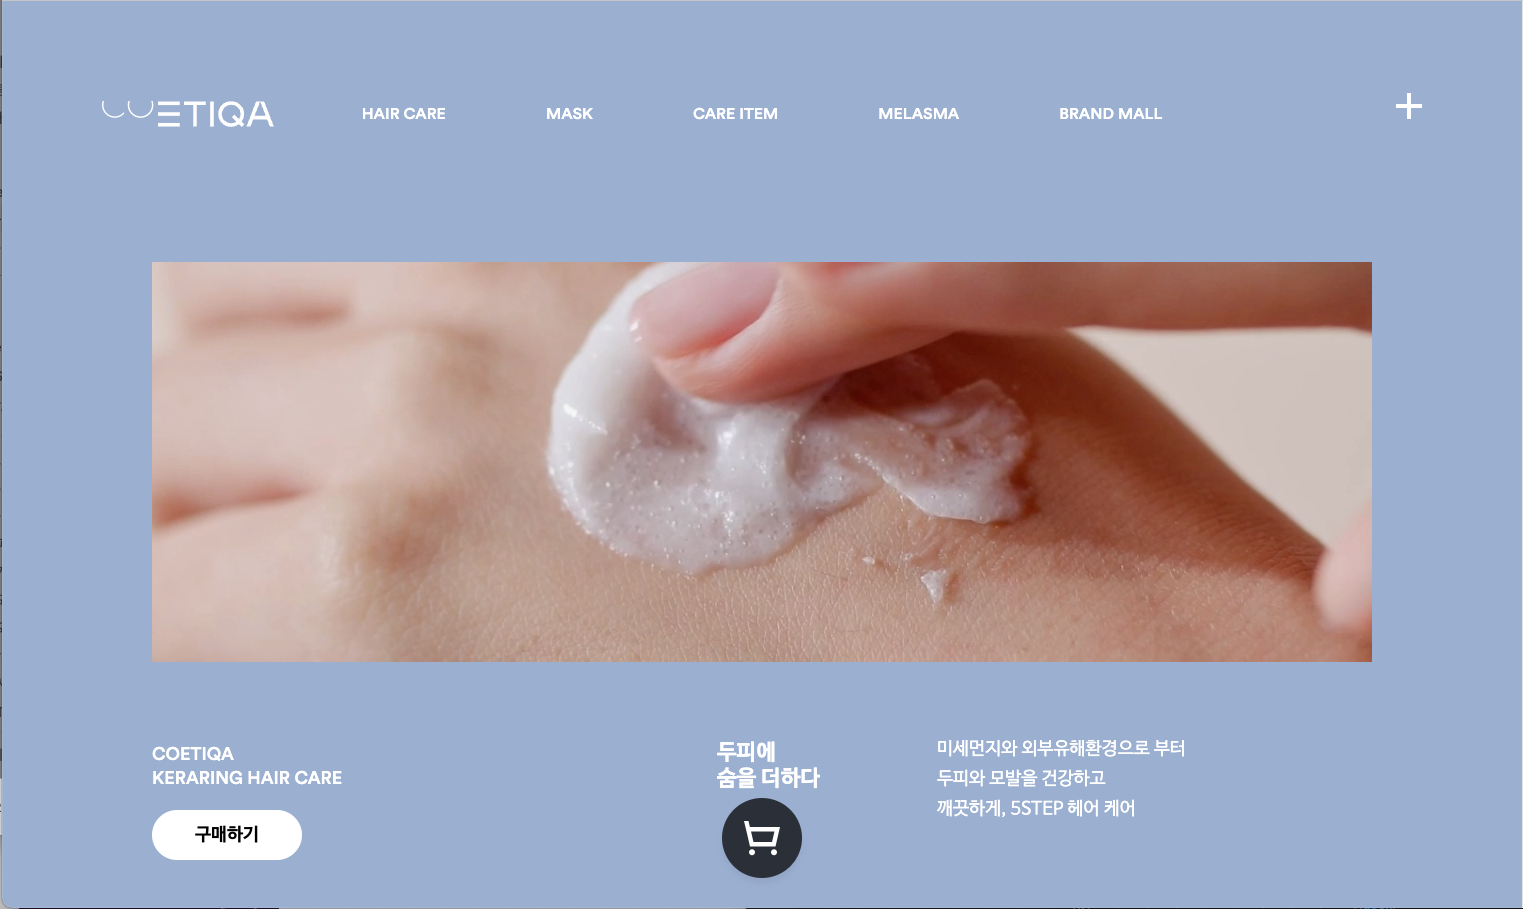 COETIQA
HAIR CARE
MASK
CARE ITEM
MELASMA
BRAND MALL
COETIQA
KERARING HAIR CARE
구매하기
두피에
숨을 더하다
미세먼지와 외부유해환경으로 부터
두피와 모발을 건강하고
깨끗하게, 5STEP 헤어 케어